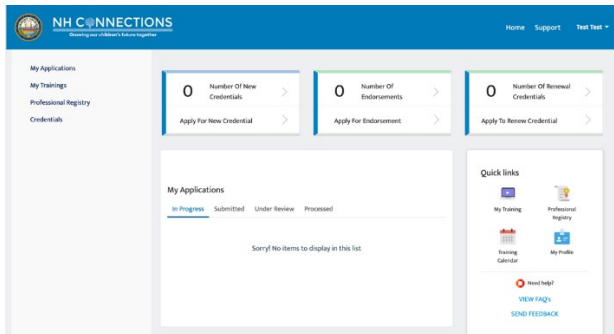 NH CONNECTIONS
Growing our children's future together
Home Support Test Test
My Applications
My Trainings
Professional Registry
Credentials
0 Number Of New
Credentials
Apply For New Credential
0 Number Of
Endorsements
Apply For Endorsement
0 Number Of Renewal
Credentials
Apply To Renew Credential
My Applications
In Progress Submitted Under Review Processed
Sorry! No items to display in this list
Quick links
My Training
Professional
Registry
Training
Calendar
My Profile
Need help?
VIEW FAQ's
SEND FEEDBACK